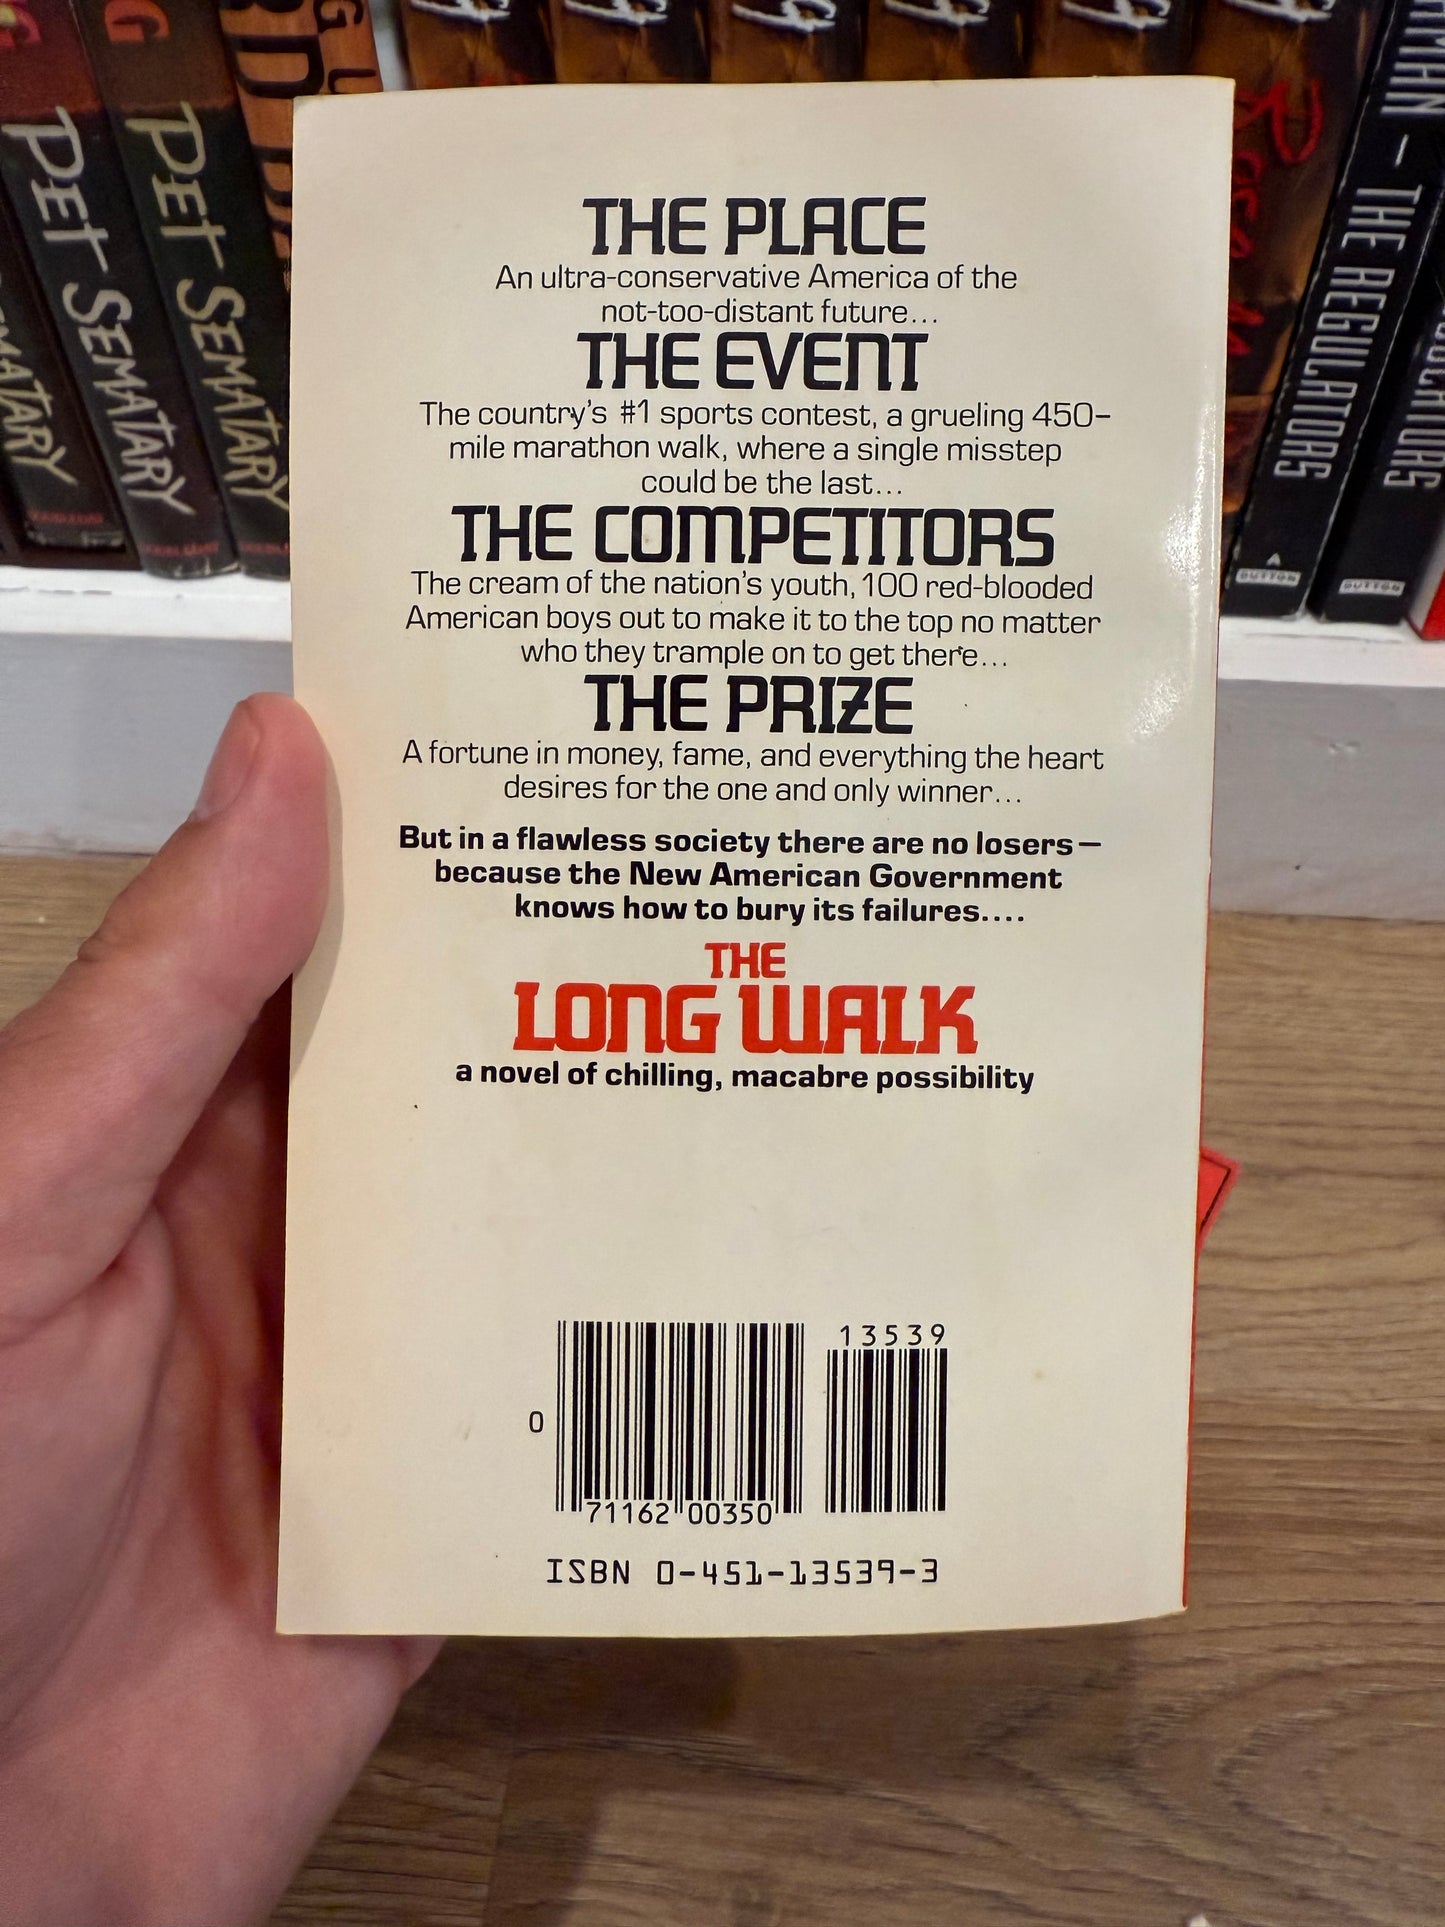 G
G
PET SEMATARY
PET SEMATARY
SEMATARY
THE REGULATORS
DUTTON
DUTTON
THE PLACE
An ultra-conservative America of the
not-too-distant future...
THE EVENT
The country's #1 sports contest, a grueling 450-
mile marathon walk, where a single misstep
could be the last...
THE COMPETITORS
The cream of the nation's youth, 100 red-blooded
American boys out to make it to the top no matter
who they trample on to get there...
THE PRIZE
A fortune in money, fame, and everything the heart
desires for the one and only winner...
But in a flawless society there are no losers—
because the New American Government
knows how to bury its failures....
THE
LONG WALK
a novel of chilling, macabre possibility
13539
0
71162 00350
ISBN 0-451-13539-3